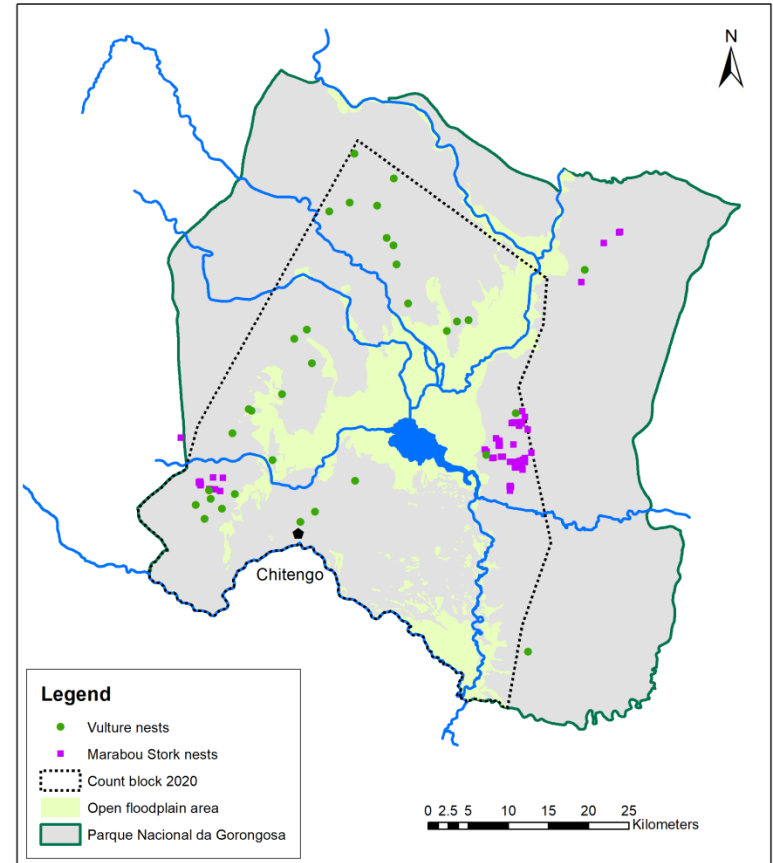 N
Chitengo
Legend
Vulture nests
Marabou Stork nests
Count block 2020
Open floodplain area
Parque Nacional da Gorongosa
0 2.5 5 10 15 20 25
Kilometers